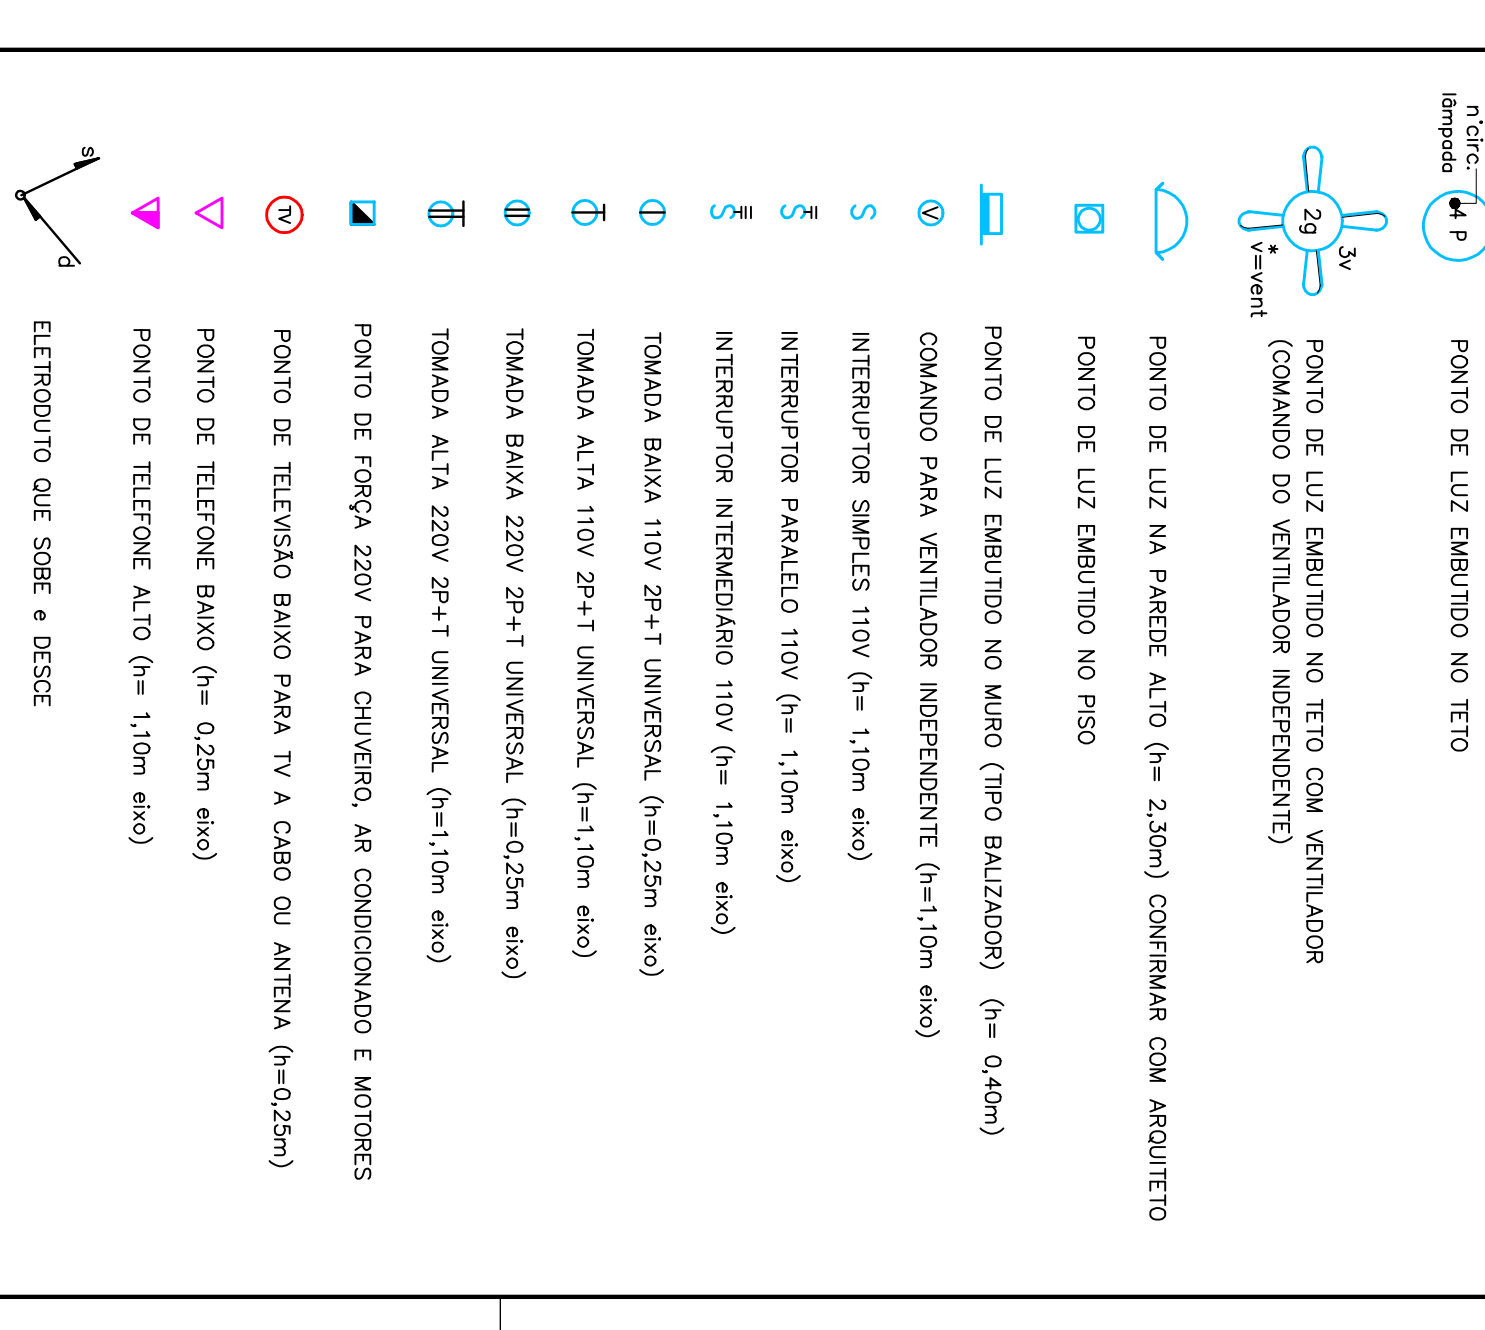 n°circ.
lâmpada
4 P
PONTO DE LUZ EMBUTIDO NO TETO
3v
2g
*
v=vent
PONTO DE LUZ EMBUTIDO NO TETO COM VENTILADOR
(COMANDO DO VENTILADOR INDEPENDENTE)
PONTO DE LUZ NA PAREDE ALTO (h= 2,30m) CONFIRMAR COM ARQUITETO
PONTO DE LUZ EMBUTIDO NO PISO
PONTO DE LUZ EMBUTIDO NO MURO (TIPO BALIZADOR) (h= 0,40m)
V
COMANDO PARA VENTILADOR INDEPENDENTE (h=1,10m eixo)
S
INTERRUPTOR SIMPLES 110V (h= 1,10m eixo)
S
INTERRUPTOR PARALELO 110V (h= 1,10m eixo)
S
INTERRUPTOR INTERMEDIÁRIO 110V (h= 1,10m eixo)
TOMADA BAIXA 110V 2P+T UNIVERSAL (h=0,25m eixo)
TOMADA ALTA 110V 2P+T UNIVERSAL (h=1,10m eixo)
TOMADA BAIXA 220V 2P+T UNIVERSAL (h=0,25m eixo)
TOMADA ALTA 220V 2P+T UNIVERSAL (h=1,10m eixo)
PONTO DE FORÇA 220V PARA CHUVEIRO, AR CONDICIONADO E MOTORES
TV
PONTO DE TELEVISÃO BAIXO PARA TV A CABO OU ANTENA (h=0,25m)
PONTO DE TELEFONE BAIXO (h= 0,25m eixo)
PONTO DE TELEFONE ALTO (h= 1,10m eixo)
s
d
ELETRODUTO QUE SOBE e DESCE